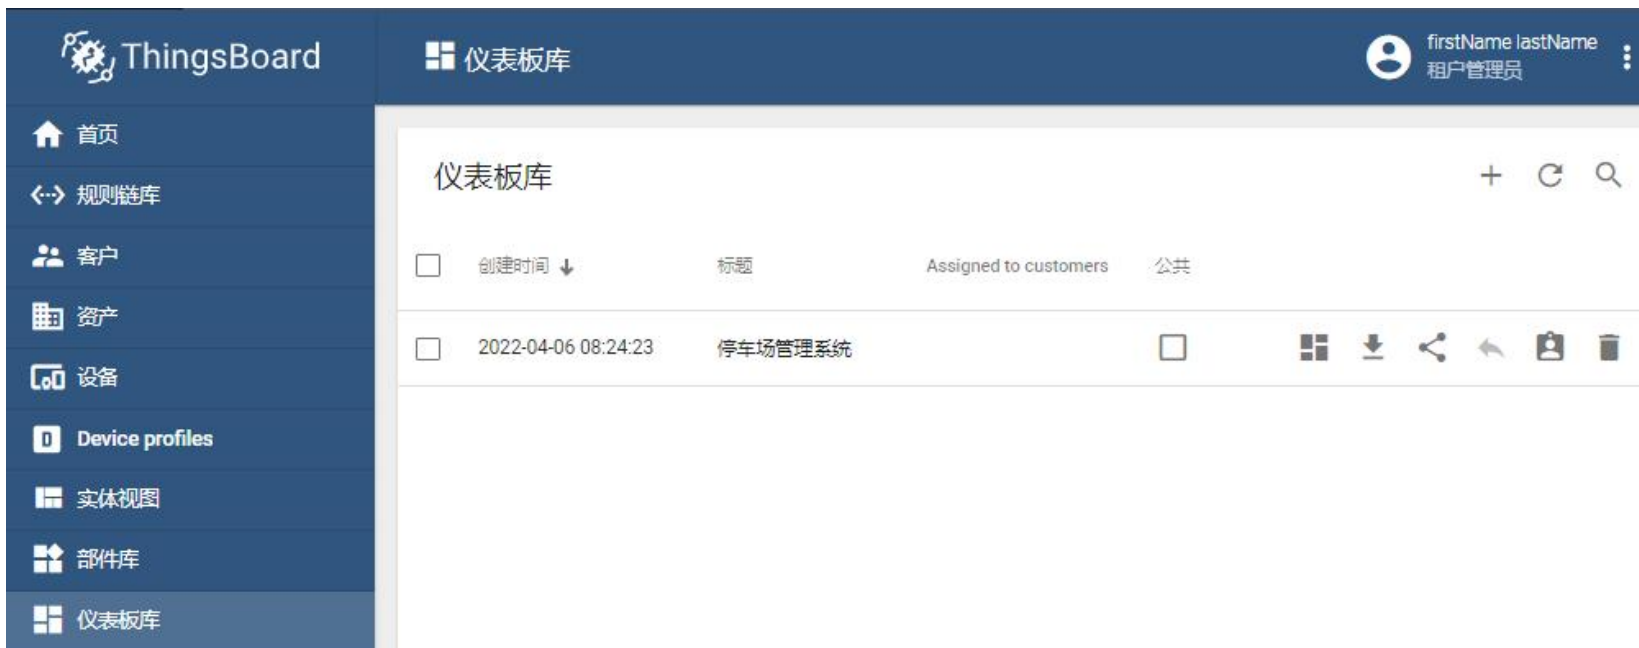 ThingsBoard
仪表板库
firstName lastName
租户管理员
首页
规则链库
客户
资产
设备
Device profiles
实体视图
部件库
仪表板库
仪表板库
创建时间 标题 Assigned to customers 公共
2022-04-06 08:24:23 停车场管理系统